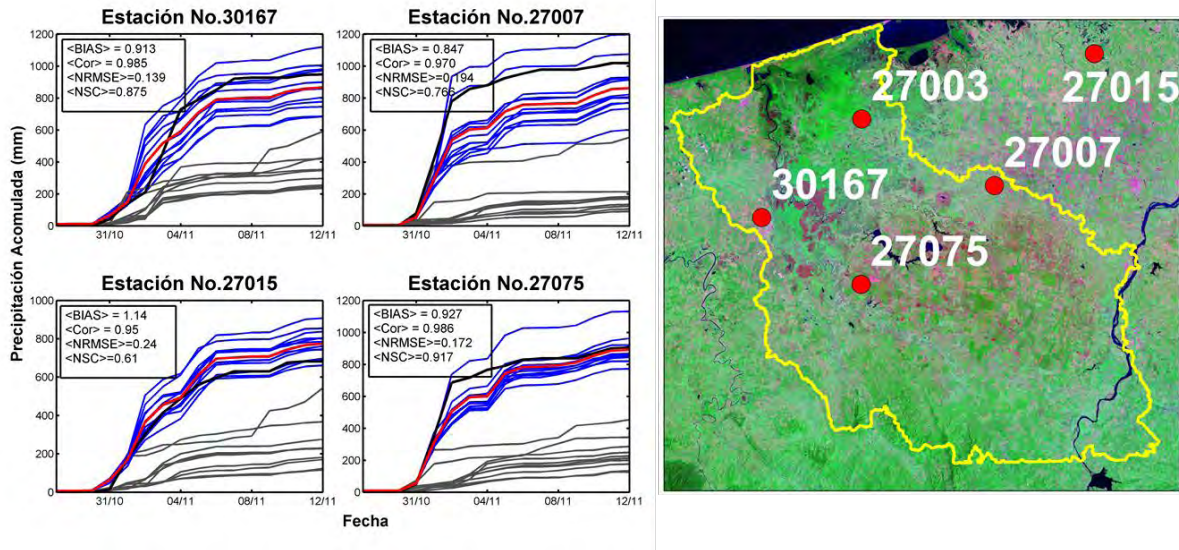 Estación No.30167
1200
1000
800
600
400
200
0
31/10
04/11
08/11
12/11
<BIAS> = 0.913
<Cor> = 0.985
<NRMSE>=0.139
<NSC>=0.875
Estación No.27007
1200
1000
800
600
400
200
0
31/10
04/11
08/11
12/11
<BIAS> = 0.847
<Cor> = 0.970
<NRMSE>=0.194
<NSC>=0.766
Precipitación Acomulada (mm)
Estación No.27015
1000
800
600
400
200
0
31/10
04/11
08/11
12/11
<BIAS> = 1.14
<Cor> = 0.95
<NRMSE>=0.24
<NSC>=0.61
Estación No.27075
1200
1000
800
600
400
200
0
31/10
04/11
08/11
12/11
<BIAS> = 0.927
<Cor> = 0.986
<NRMSE>=0.172
<NSC>=0.917
Fecha
27003
27015
27007
30167
27075